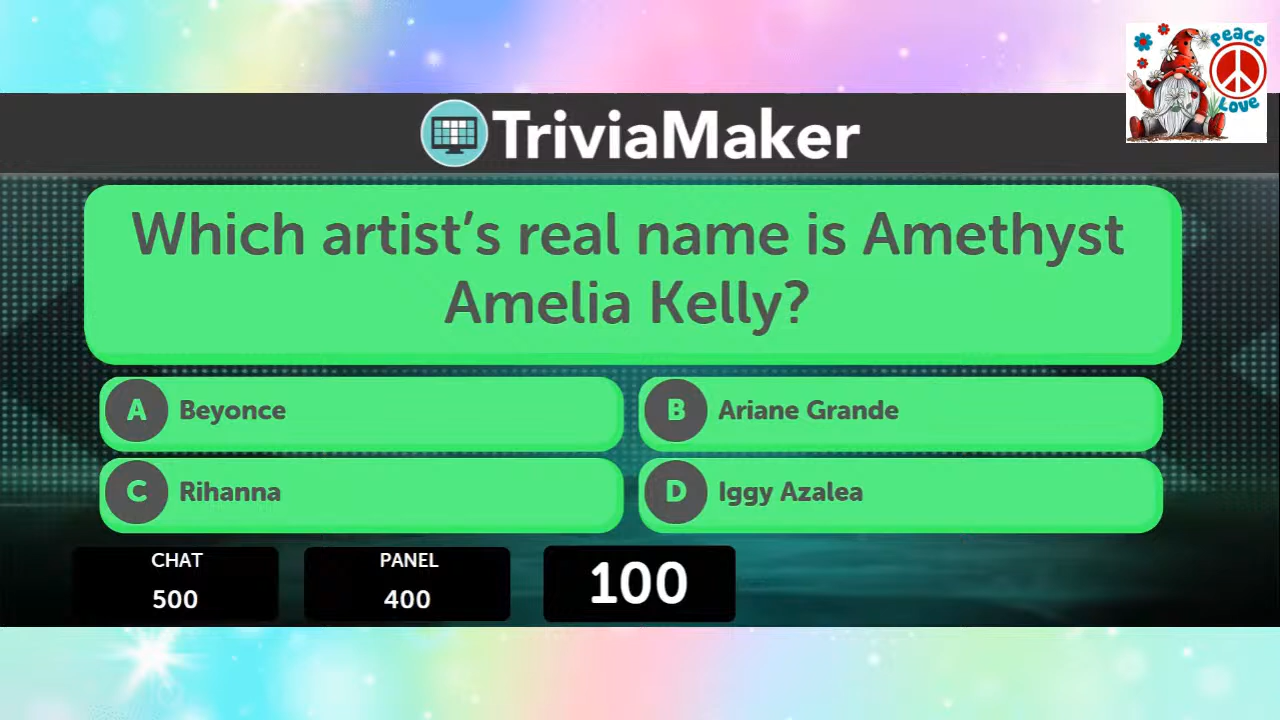 Peace
Love
TriviaMaker
Which artist's real name is Amethyst
Amelia Kelly?
A Beyonce
B Ariane Grande
C Rihanna
D Iggy Azalea
CHAT
500
PANEL
400
100